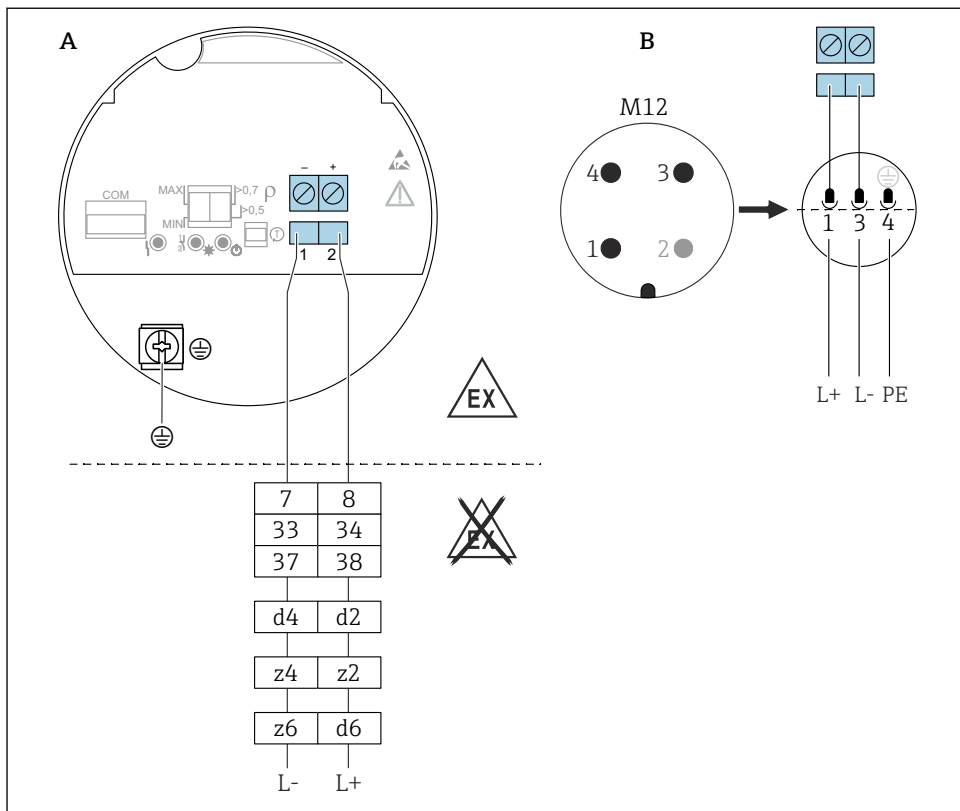 A
B
M12
4 3
1 2
1 3 4
L+ L- PE
- +
COM
MAX >0,7 ρ
MIN >0,5
1 2
EX
7 8
33 34
37 38
EX
d4 d2
z4 z2
z6 d6
L- L+